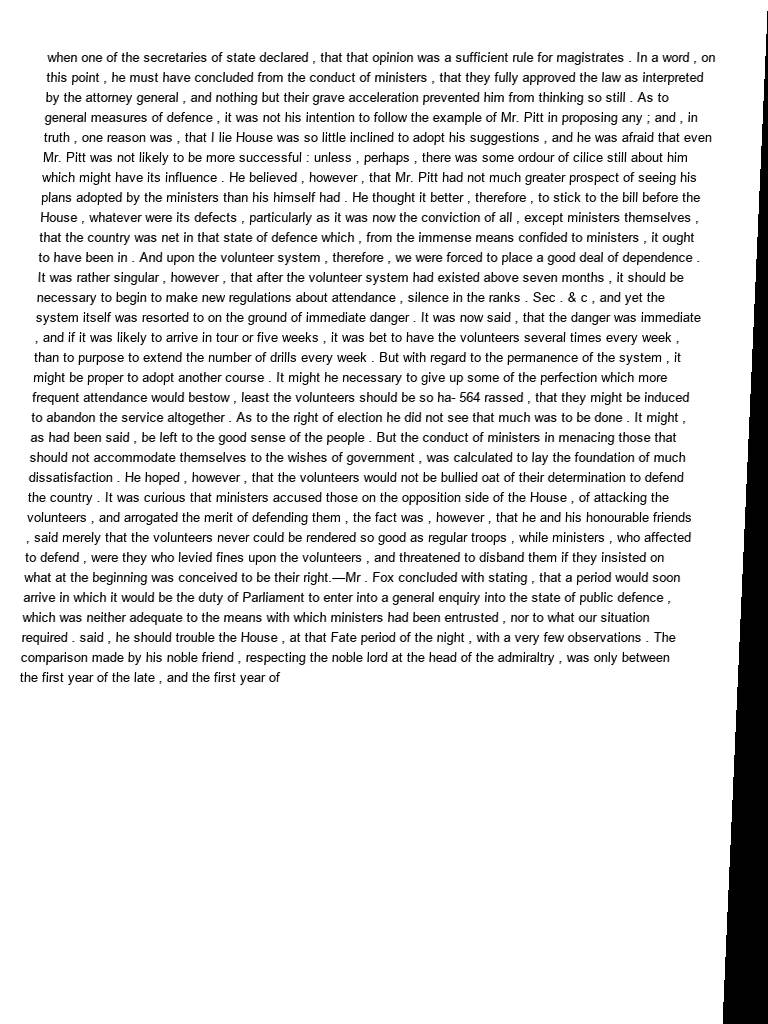 when one of the secretaries of state declared , that that opinion was a sufficient rule for magistrates . In a word , on
this point , he must have concluded from the conduct of ministers , that they fully approved the law as interpreted
by the attorney general , and nothing but their grave acceleration prevented him from thinking so still . As to
general measures of defence , it was not his intention to follow the example of Mr. Pitt in proposing any ; and , in
truth , one reason was , that I lie House was so little inclined to adopt his suggestions , and he was afraid that even
Mr. Pitt was not likely to be more successful : unless , perhaps , there was some ordour of cilice still about him
which might have its influence . He believed , however , that Mr. Pitt had not much greater prospect of seeing his
plans adopted by the ministers than his himself had . He thought it better , therefore , to stick to the bill before the
House , whatever were its defects , particularly as it was now the conviction of all , except ministers themselves ,
that the country was net in that state of defence which , from the immense means confided to ministers , it ought
to have been in . And upon the volunteer system , therefore , we were forced to place a good deal of dependence .
It was rather singular , however , that after the volunteer system had existed above seven months , it should be
necessary to begin to make new regulations about attendance , silence in the ranks . Sec . & c , and yet the
system itself was resorted to on the ground of immediate danger . It was now said , that the danger was immediate
, and if it was likely to arrive in tour or five weeks , it was bet to have the volunteers several times every week ,
than to purpose to extend the number of drills every week . But with regard to the permanence of the system , it
might be proper to adopt another course . It might he necessary to give up some of the perfection which more
frequent attendance would bestow , least the volunteers should be so ha- 564 rassed , that they might be induced
to abandon the service altogether . As to the right of election he did not see that much was to be done . It might ,
as had been said , be left to the good sense of the people . But the conduct of ministers in menacing those that
should not accommodate themselves to the wishes of government , was calculated to lay the foundation of much
dissatisfaction . He hoped , however , that the volunteers would not be bullied oat of their determination to defend
the country . It was curious that ministers accused those on the opposition side of the House , of attacking the
volunteers , and arrogated the merit of defending them , the fact was , however , that he and his honourable friends
, said merely that the volunteers never could be rendered so good as regular troops , while ministers , who affected
to defend , were they who levied fines upon the volunteers , and threatened to disband them if they insisted on
what at the beginning was conceived to be their right.—Mr . Fox concluded with stating , that a period would soon
arrive in which it would be the duty of Parliament to enter into a general enquiry into the state of public defence ,
which was neither adequate to the means with which ministers had been entrusted , nor to what our situation
required . said , he should trouble the House , at that Fate period of the night , with a very few observations . The
comparison made by his noble friend , respecting the noble lord at the head of the admiraltry , was only between
the first year of the late , and the first year of